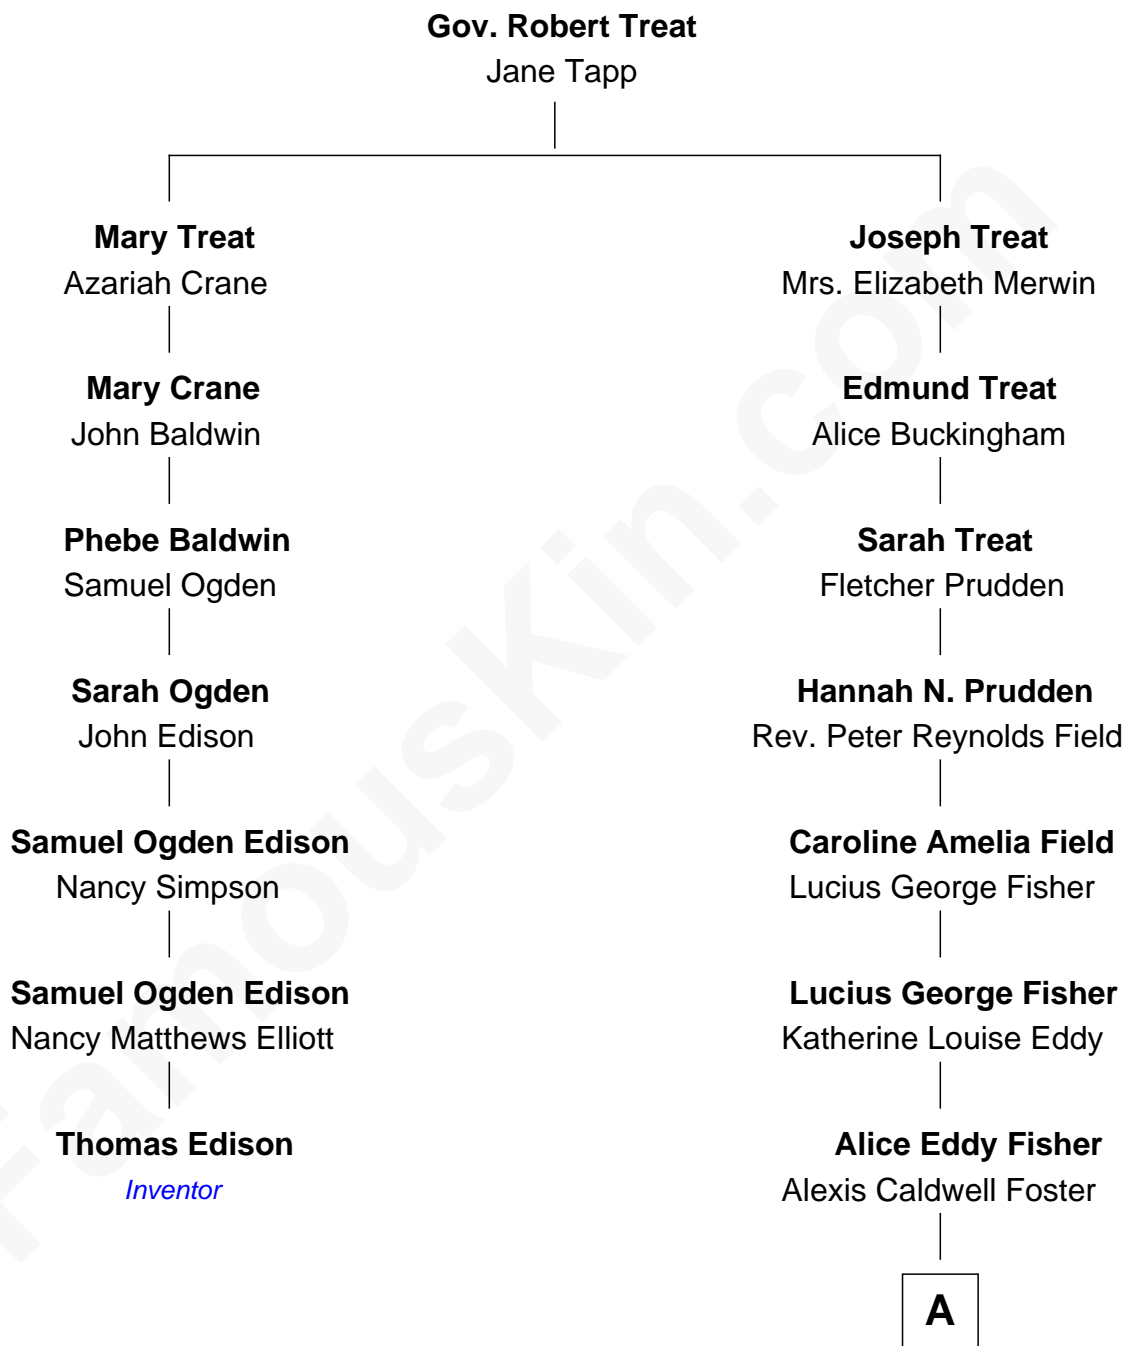 Gov. Robert Treat
Jane Tapp
Mary Treat
Azariah Crane
Joseph Treat
Mrs. Elizabeth Merwin
Mary Crane
John Baldwin
Edmund Treat
Alice Buckingham
Phebe Baldwin
Samuel Ogden
Sarah Treat
Fletcher Prudden
Sarah Ogden
John Edison
Hannah N. Prudden
Rev. Peter Reynolds Field
Samuel Ogden Edison
Nancy Simpson
Caroline Amelia Field
Lucius George Fisher
Samuel Ogden Edison
Nancy Matthews Elliott
Lucius George Fisher
Katherine Louise Eddy
Thomas Edison
Inventor
Alice Eddy Fisher
Alexis Caldwell Foster
A
FamousKin.com